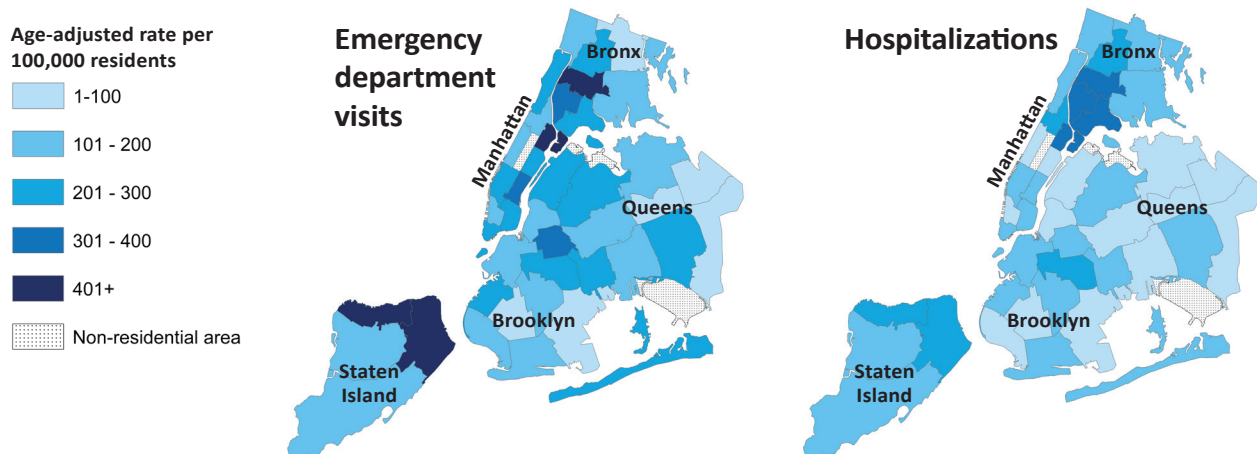 Age-adjusted rate per
100,000 residents
1-100
101 - 200
201 - 300
301 - 400
401+
Non-residential area
Emergency
department
visits
Bronx
Manhattan
Queens
Brooklyn
Staten
Island
Hospitalizations
Bronx
Manhattan
Queens
Brooklyn
Staten
Island